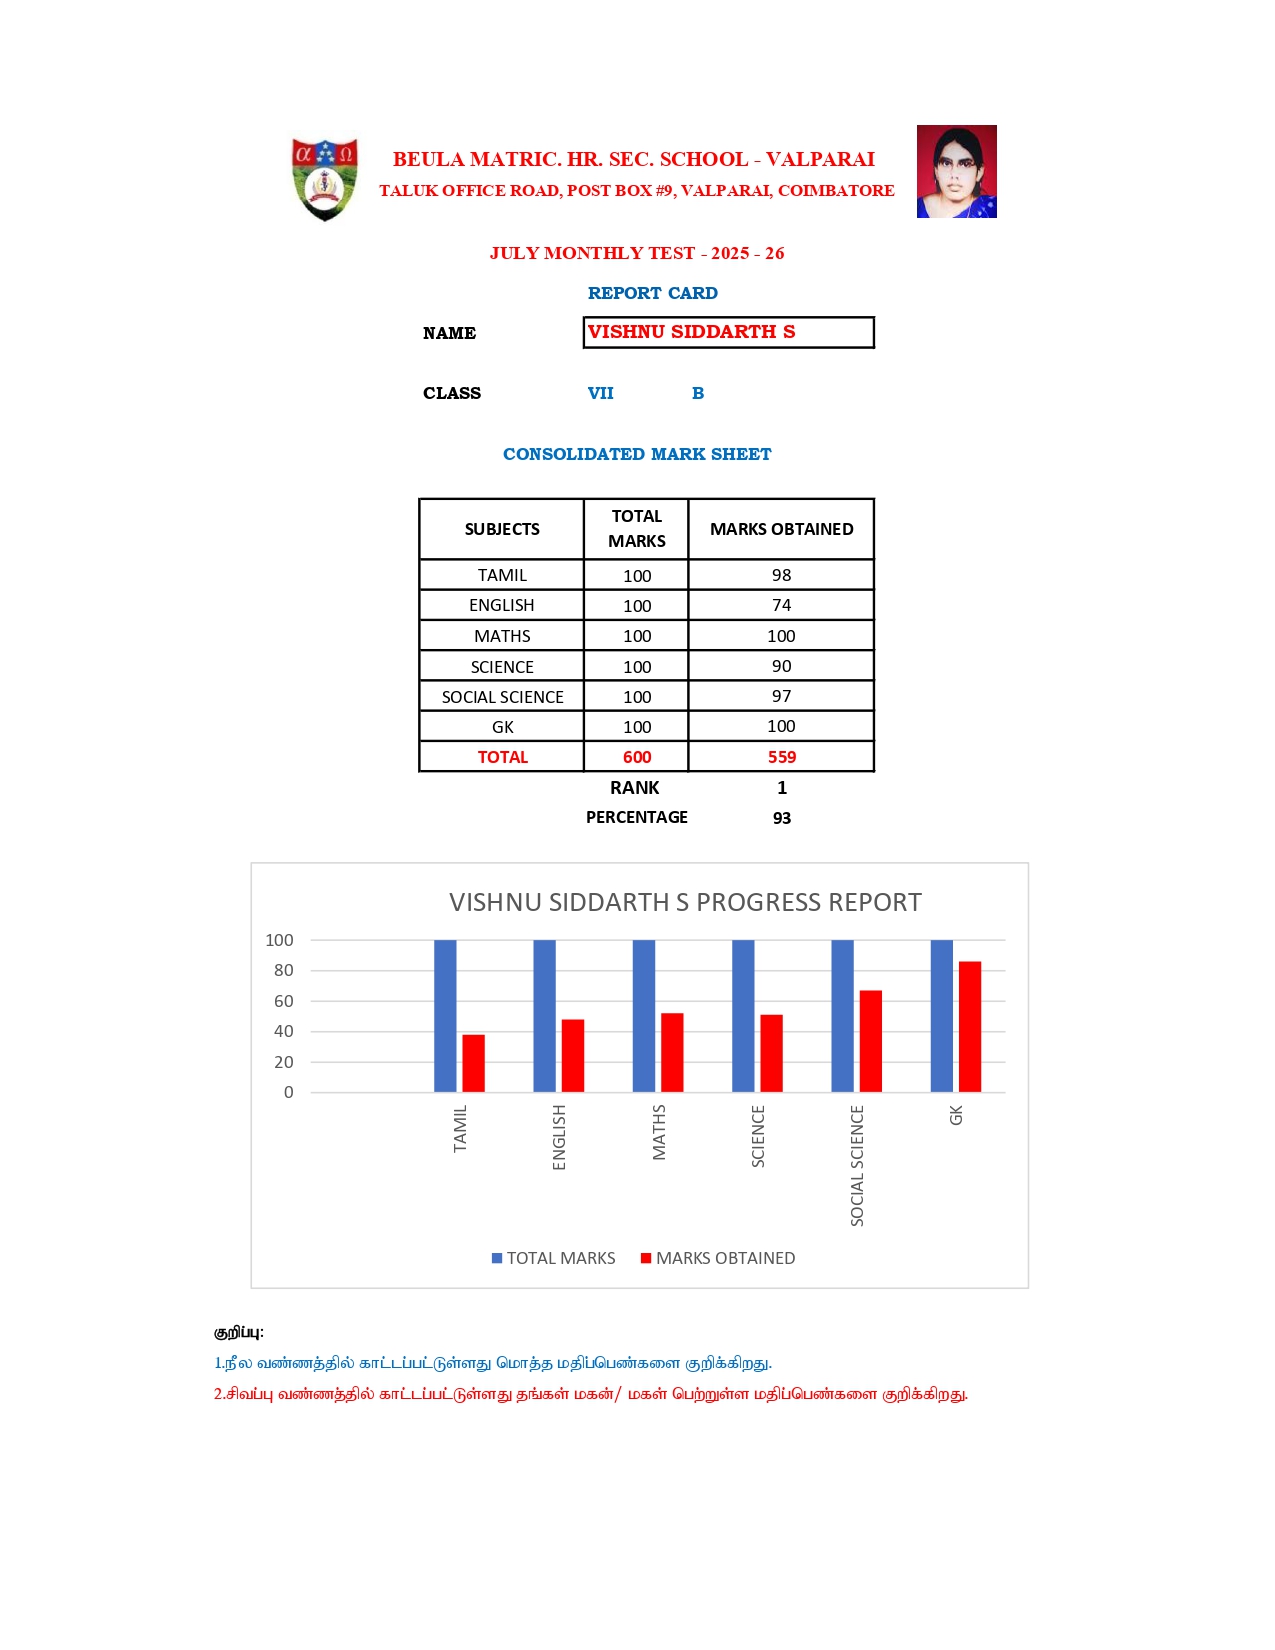 α Ω
BEULA MATRIC. HR. SEC. SCHOOL - VALPARAI
TALUK OFFICE ROAD, POST BOX #9, VALPARAI, COIMBATORE
JULY MONTHLY TEST - 2025 - 26
REPORT CARD
NAME VISHNU SIDDARTH S
CLASS VII B
CONSOLIDATED MARK SHEET
SUBJECTS TOTAL MARKS MARKS OBTAINED
TAMIL 100 98
ENGLISH 100 74
MATHS 100 100
SCIENCE 100 90
SOCIAL SCIENCE 100 97
GK 100 100
TOTAL 600 559
RANK 1
PERCENTAGE 93
VISHNU SIDDARTH S PROGRESS REPORT
100
80
60
40
20
0
TAMIL ENGLISH MATHS SCIENCE SOCIAL SCIENCE GK
TOTAL MARKS MARKS OBTAINED
குறிப்பு:
1.நீல வண்ணத்தில் காட்டப்பட்டுள்ளது மொத்த மதிப்பெண்களை குறிக்கிறது.
2.சிவப்பு வண்ணத்தில் காட்டப்பட்டுள்ளது தங்கள் மகன்/ மகள் பெற்றுள்ள மதிப்பெண்களை குறிக்கிறது.